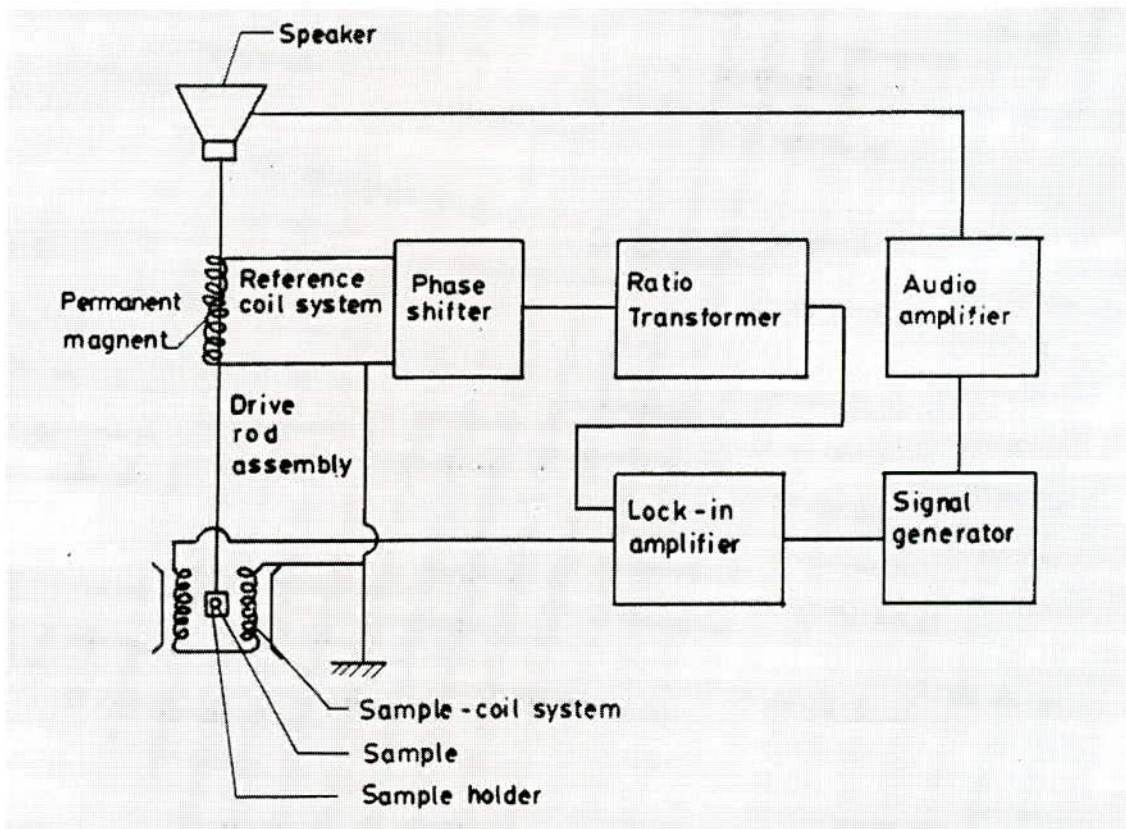 Speaker
Permanent
magnent
Reference
coil system
Phase
shifter
Ratio
Transformer
Audio
amplifier
Drive
rod
assembly
Lock-in
amplifier
Signal
generator
Sample-coil system
Sample
Sample holder